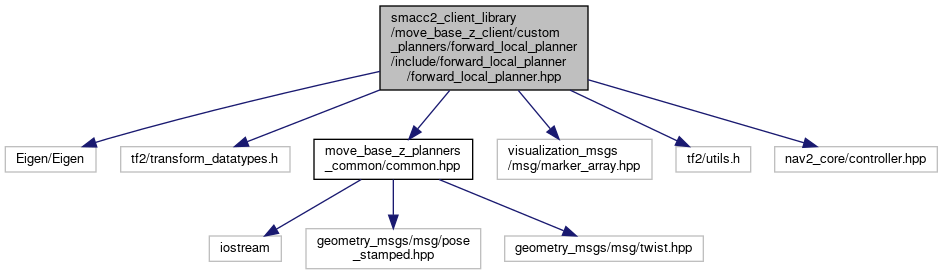 smacc2_client_library
/move_base_z_client/custom
_planners/forward_local_planner
/include/forward_local_planner
/forward_local_planner.hpp
Eigen/Eigen
tf2/transform_datatypes.h
move_base_z_planners
_common/common.hpp
visualization_msgs
/msg/marker_array.hpp
tf2/utils.h
nav2_core/controller.hpp
iostream
geometry_msgs/msg/pose
_stamped.hpp
geometry_msgs/msg/twist.hpp